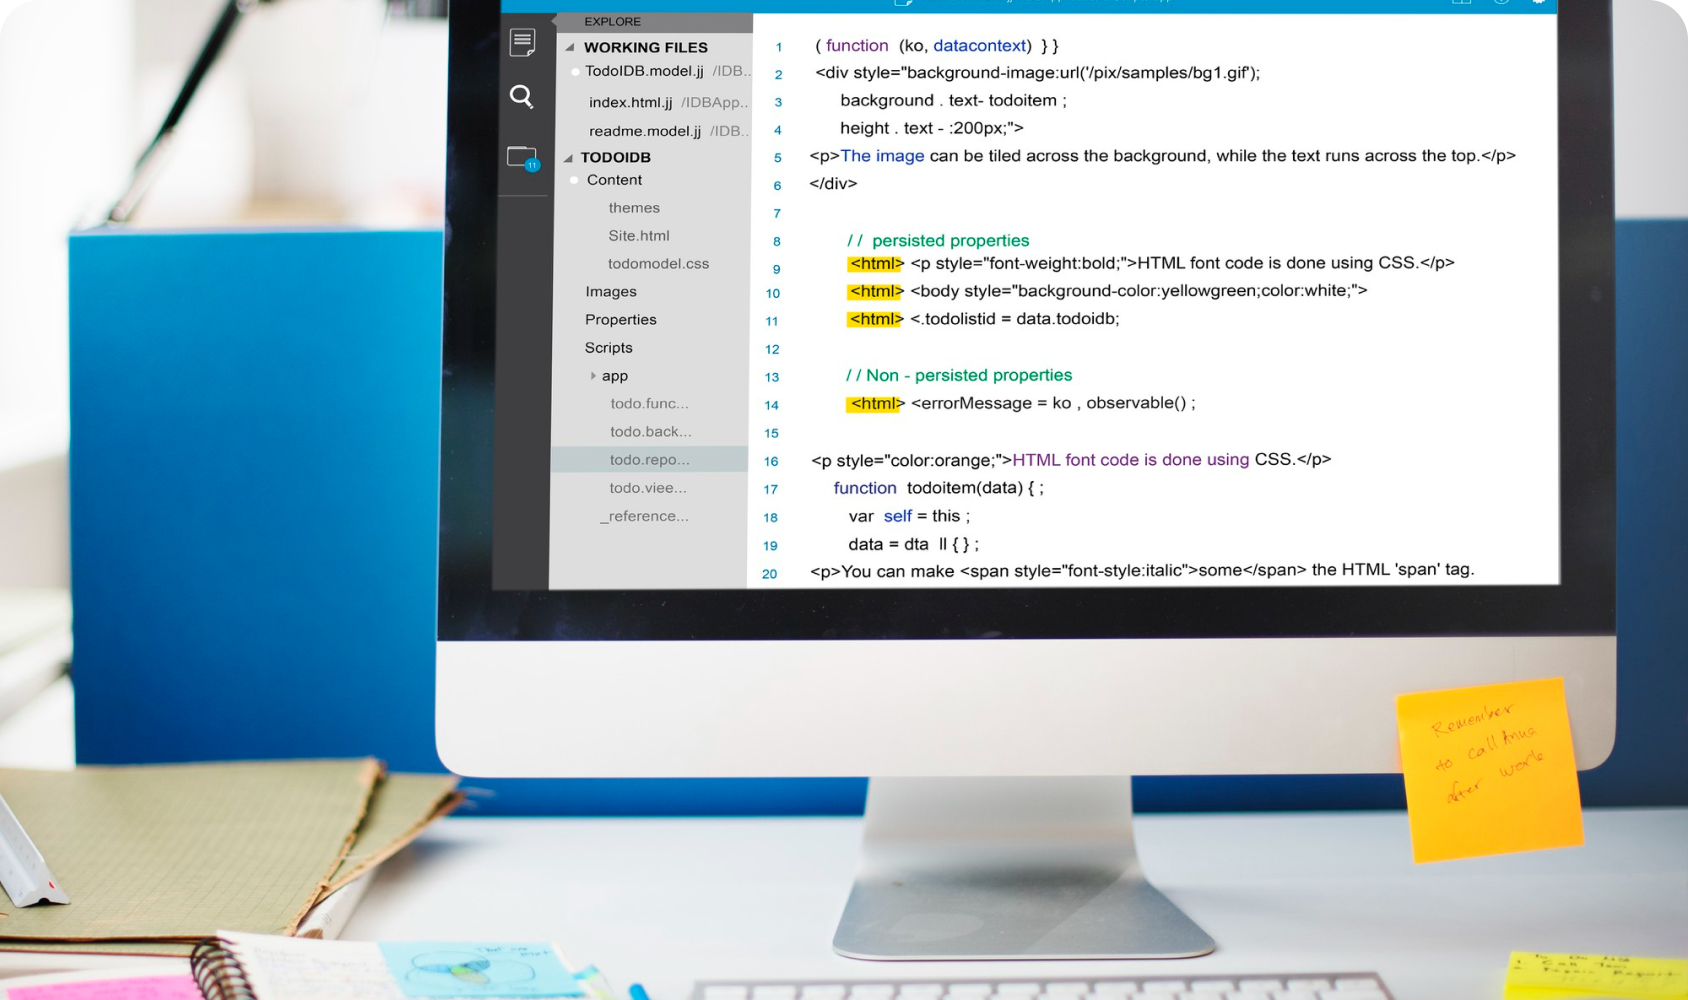 EXPLORE
WORKING FILES
TodoIDB.model.jj /IDB..
index.html.jj /IDBApp..
readme.model.jj /IDB..
TODOIDB
Content
themes
Site.html
todomodel.css
Images
Properties
Scripts
app
todo.func...
todo.back...
todo.repo...
todo.viee...
_reference...
11
1 ( function (ko, datacontext) } }
2 <div style="background-image:url('/pix/samples/bg1.gif');
3 background . text- todoitem ;
4 height . text - :200px;">
5 <p>The image can be tiled across the background, while the text runs across the top.</p>
6 </div>
7
8 // persisted properties
9 <html> <p style="font-weight:bold;">HTML font code is done using CSS.</p>
10 <html> <body style="background-color:yellowgreen;color:white;">
11 <html> <.todolistid = data.todoidb;
12
13 // Non - persisted properties
14 <html> <errorMessage = ko , observable() ;
15
16 <p style="color:orange;">HTML font code is done using CSS.</p>
17 function todoitem(data) { ;
18 var self = this ;
19 data = dta ll { } ;
20 <p>You can make <span style="font-style:italic">some</span> the HTML 'span' tag.
Remember
to call Anna
after work
To Do list
1. Call Tom